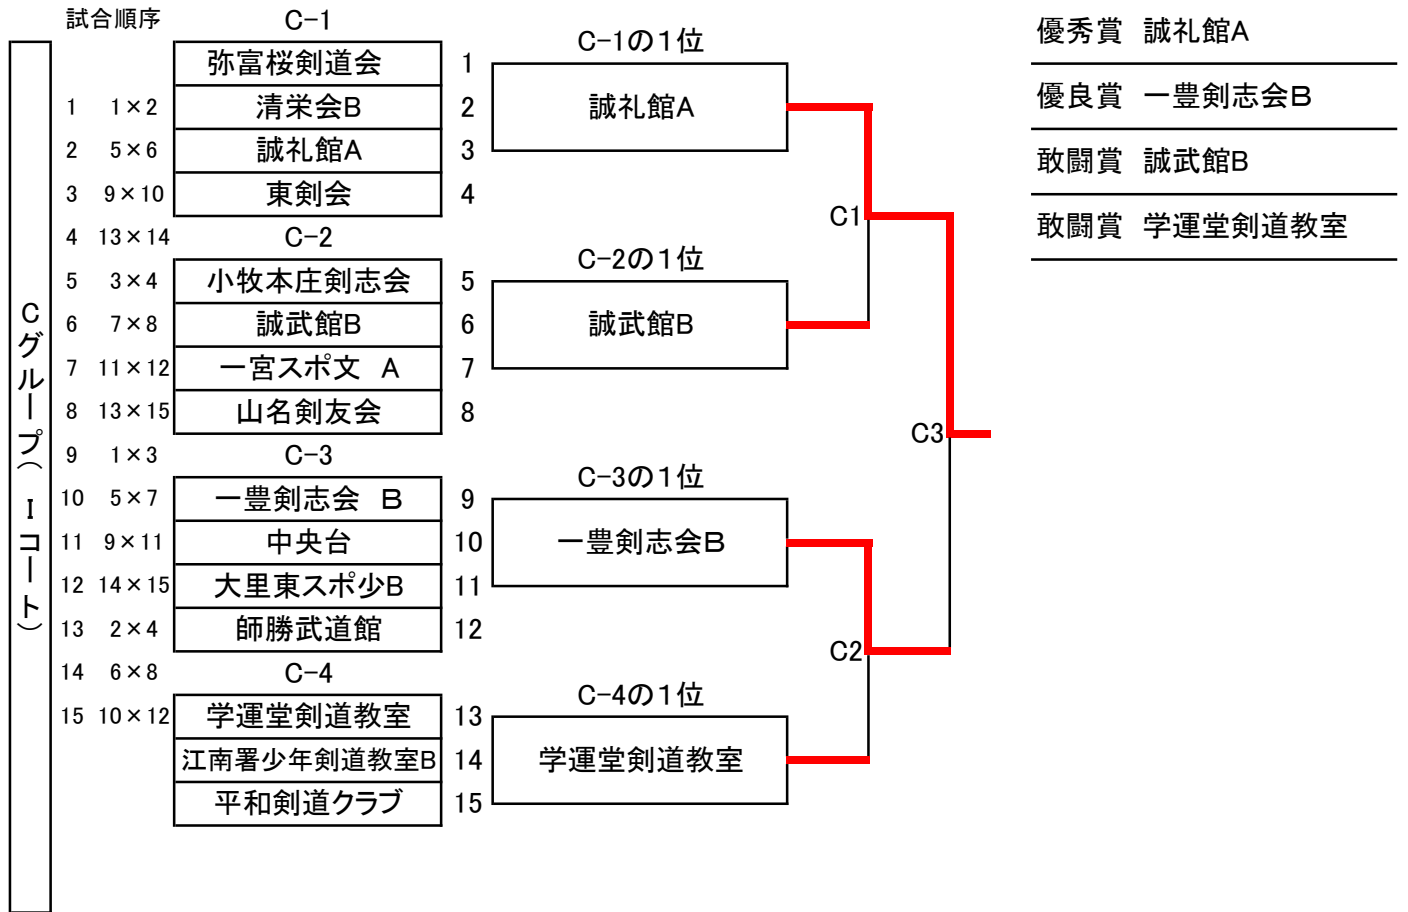 試合順序
C-1
弥富桜剣道会 1
1 1×2 清栄会B 2
2 5×6 誠礼館A 3
3 9×10 東剣会 4
4 13×14 C-2
5 3×4 小牧本庄剣志会 5
6 7×8 誠武館B 6
7 11×12 一宮スポ文 A 7
8 13×15 山名剣友会 8
9 1×3 C-3
10 5×7 一豊剣志会 B 9
11 9×11 中央台 10
12 14×15 大里東スポ少B 11
13 2×4 師勝武道館 12
14 6×8 C-4
15 10×12 学運堂剣道教室 13
江南署少年剣道教室B 14
平和剣道クラブ 15
Cグループ(Iコート)
C-1の1位
誠礼館A
C-2の1位
誠武館B
C-3の1位
一豊剣志会B
C-4の1位
学運堂剣道教室
C1
C2
C3
優秀賞 誠礼館A
優良賞 一豊剣志会B
敢闘賞 誠武館B
敢闘賞 学運堂剣道教室